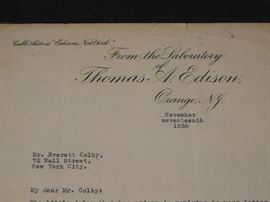 Cable Address "Edison, New York"
From the Laboratory
of
Thomas A. Edison,
Orange, N.J.
November
seventeenth
1930
Mr. Everett Colby,
72 Wall Street,
New York City.
My dear Mr. Colby: